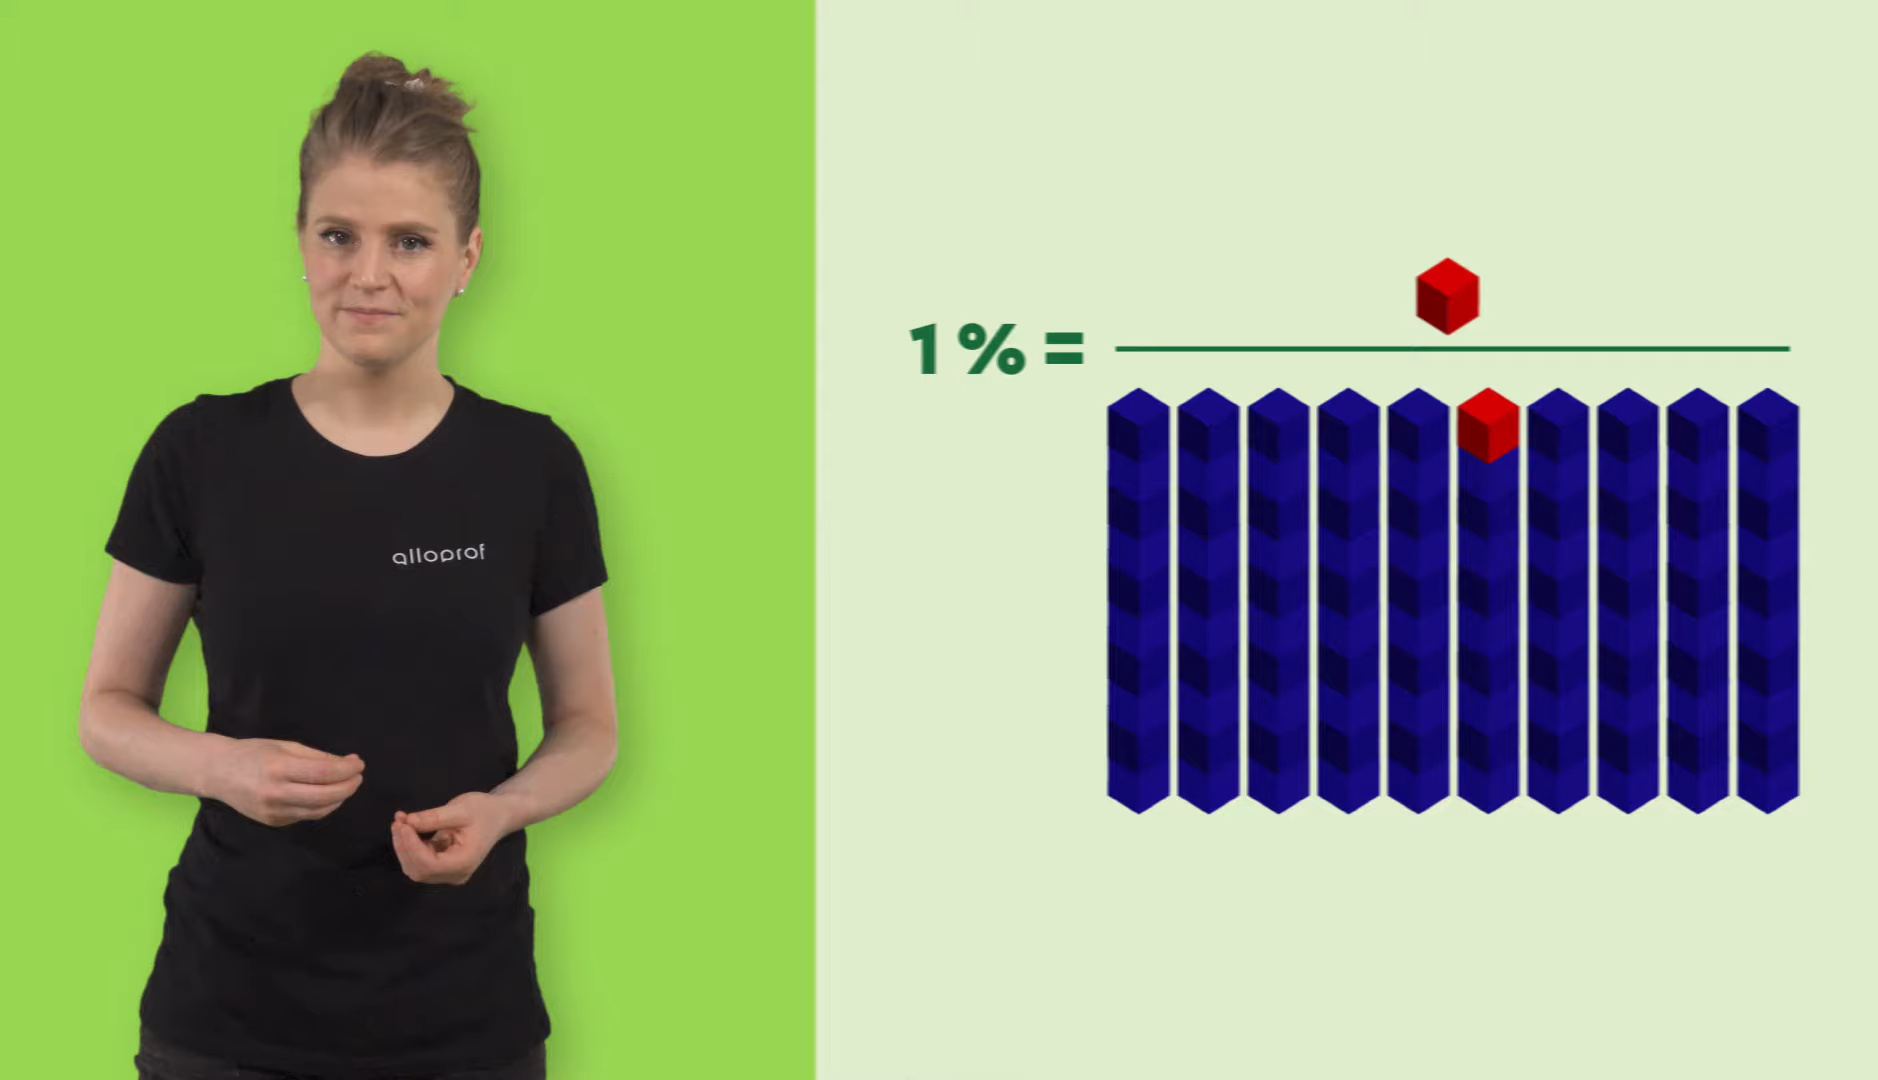 alloprof
1 % =